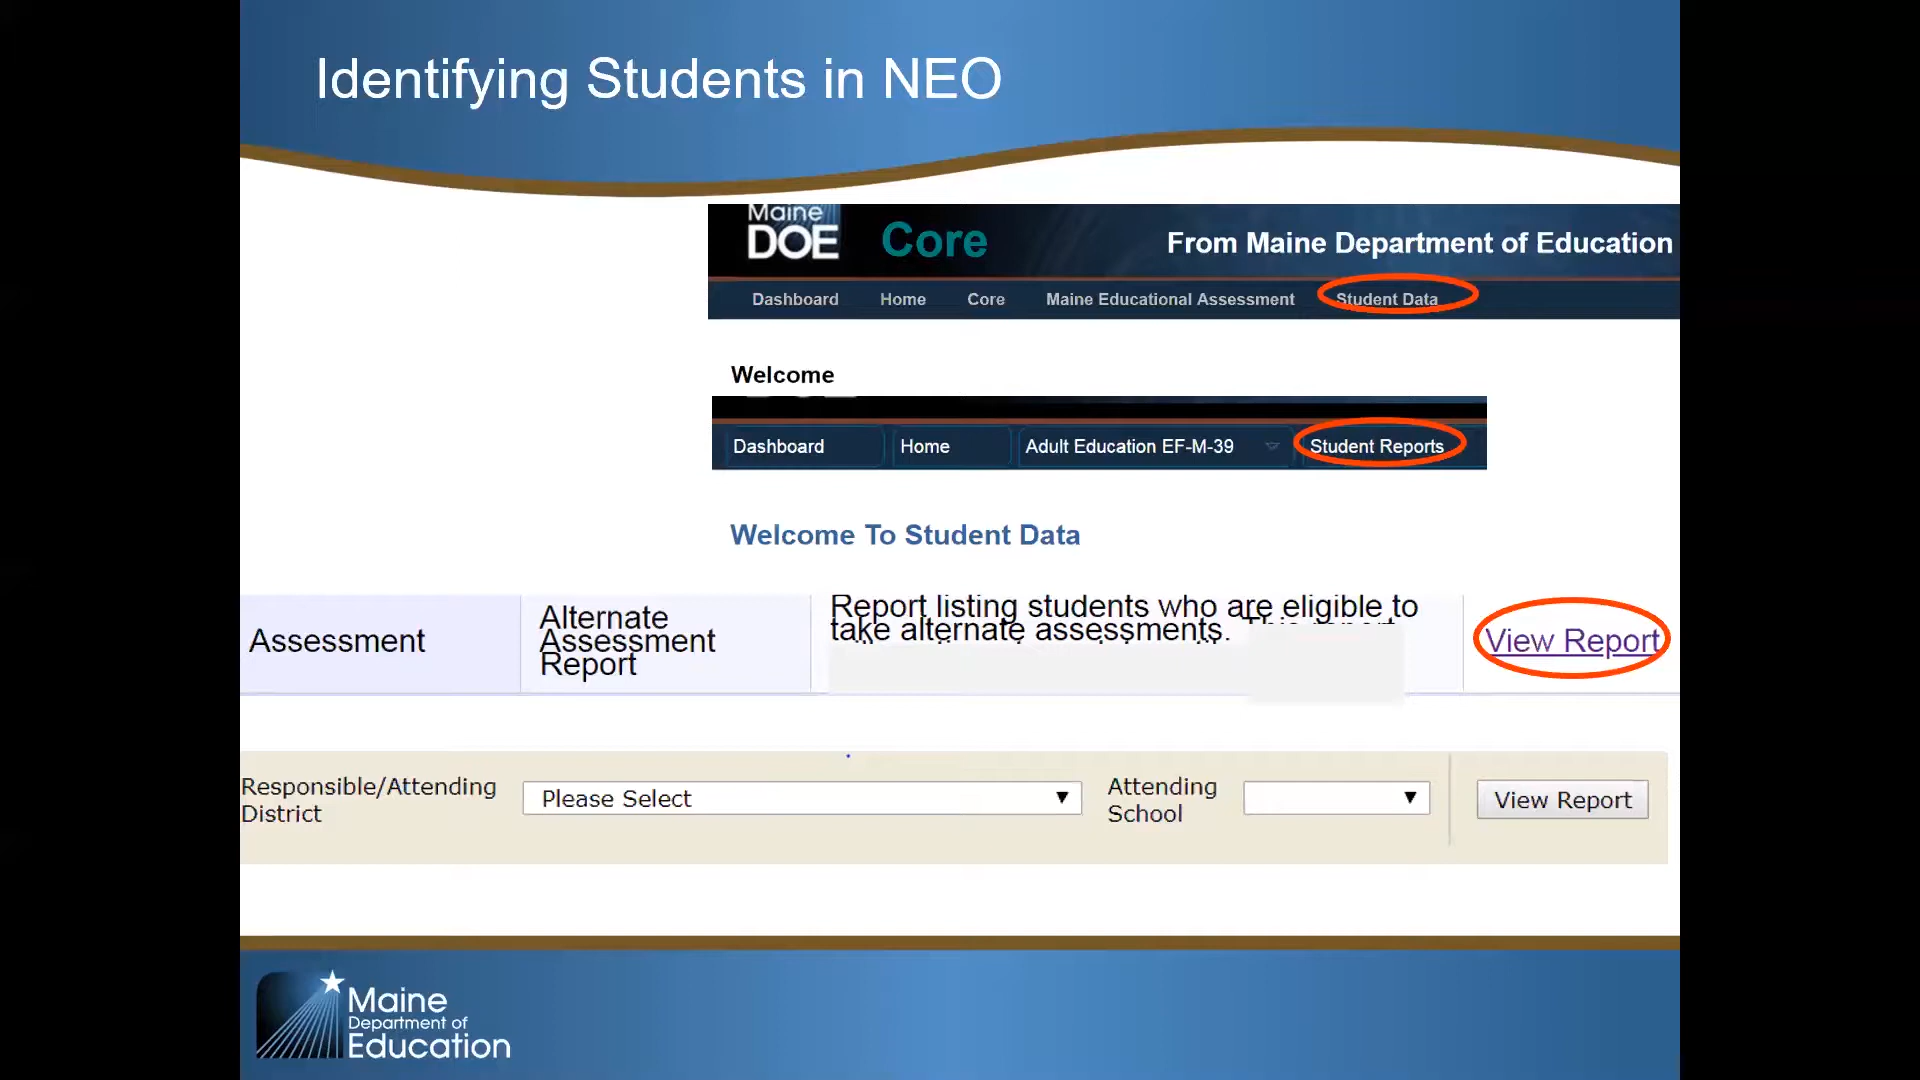 Identifying Students in NEO
Maine
DOE
Core
From Maine Department of Education
Dashboard Home Core Maine Educational Assessment Student Data
Welcome
Dashboard Home Adult Education EF-M-39 Student Reports
Welcome To Student Data
Assessment
Alternate
Assessment
Report
Report listing students who are eligible to
take alternate assessments. This report
View Report
Responsible/Attending
District
Please Select
Attending
School
View Report
Maine
Department of
Education